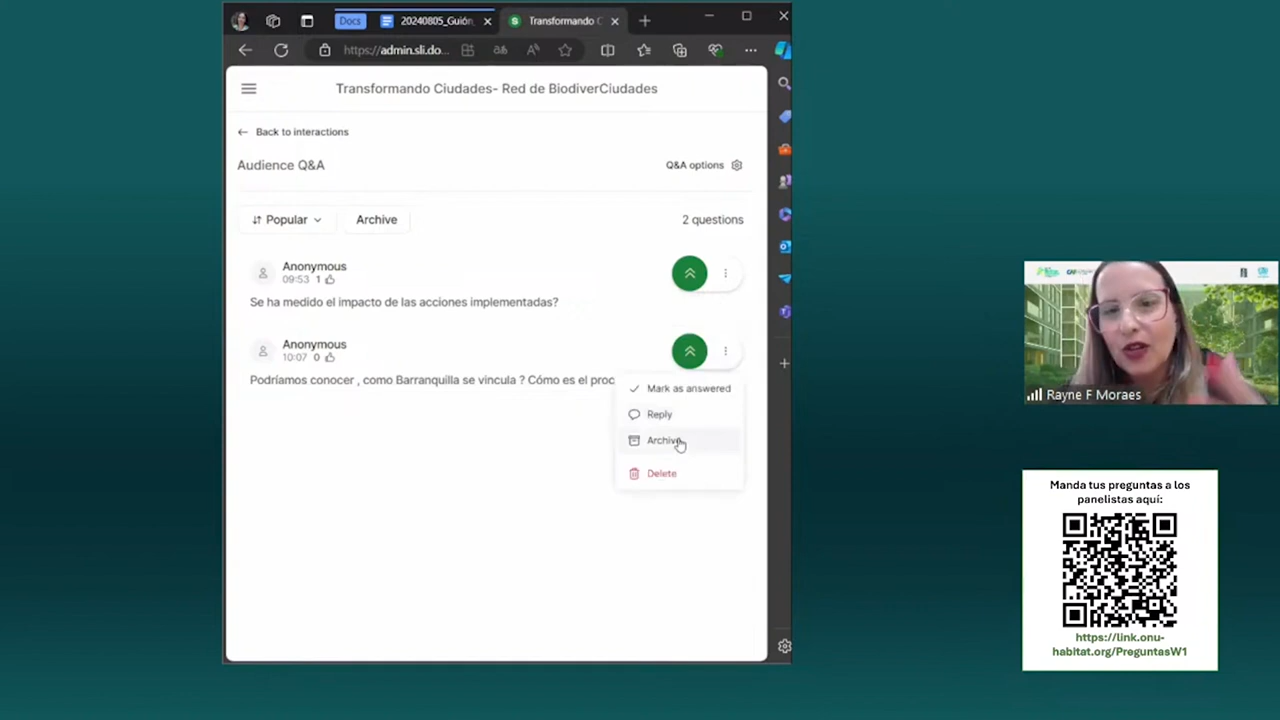 Docs
20240805_Guión
Transformando C
https://admin.sli.do...
Transformando Ciudades- Red de BiodiverCiudades
Back to interactions
Audience Q&A
Q&A options
Popular
Archive
2 questions
Anonymous
09:53 1
Se ha medido el impacto de las acciones implementadas?
Anonymous
10:07 0
Podríamos conocer , como Barranquilla se vincula ? Cómo es el proc
Mark as answered
Reply
Archive
Delete
Rayne F Moraes
Manda tus preguntas a los
panelistas aquí:
https://link.onu-
habitat.org/PreguntasW1